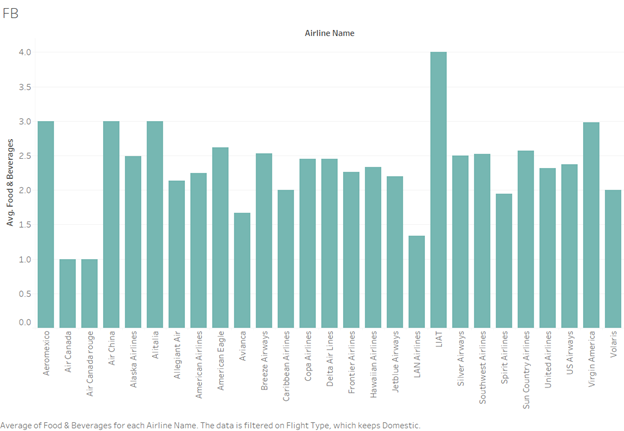 FB
Airline Name
4.0
3.5
3.0
2.5
2.0
1.5
1.0
0.5
0.0
Avg. Food & Beverages
Aeromexico
Air Canada
Air Canada rouge
Air China
Alaska Airlines
Alitalia
Allegiant Air
American Airlines
American Eagle
Avianca
Breeze Airways
Caribbean Airlines
Copa Airlines
Delta Air Lines
Frontier Airlines
Hawaiian Airlines
Jetblue Airways
LAN Airlines
LIAT
Silver Airways
Southwest Airlines
Spirit Airlines
Sun Country Airlines
United Airlines
US Airways
Virgin America
Volaris
Average of Food & Beverages for each Airline Name. The data is filtered on Flight Type, which keeps Domestic.